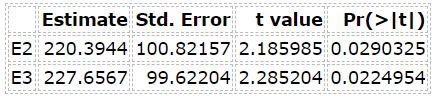 Estimate Std. Error t value Pr(>|t|)
E2 220.3944 100.82157 2.185985 0.0290325
E3 227.6567 99.62204 2.285204 0.0224954